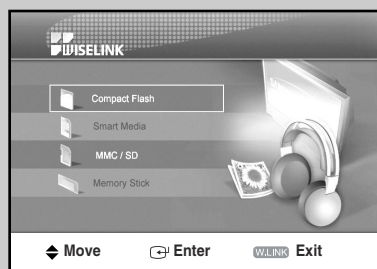 WISELINK
Compact Flash
Smart Media
MMC / SD
Memory Stick
Move Enter W.LINK Exit